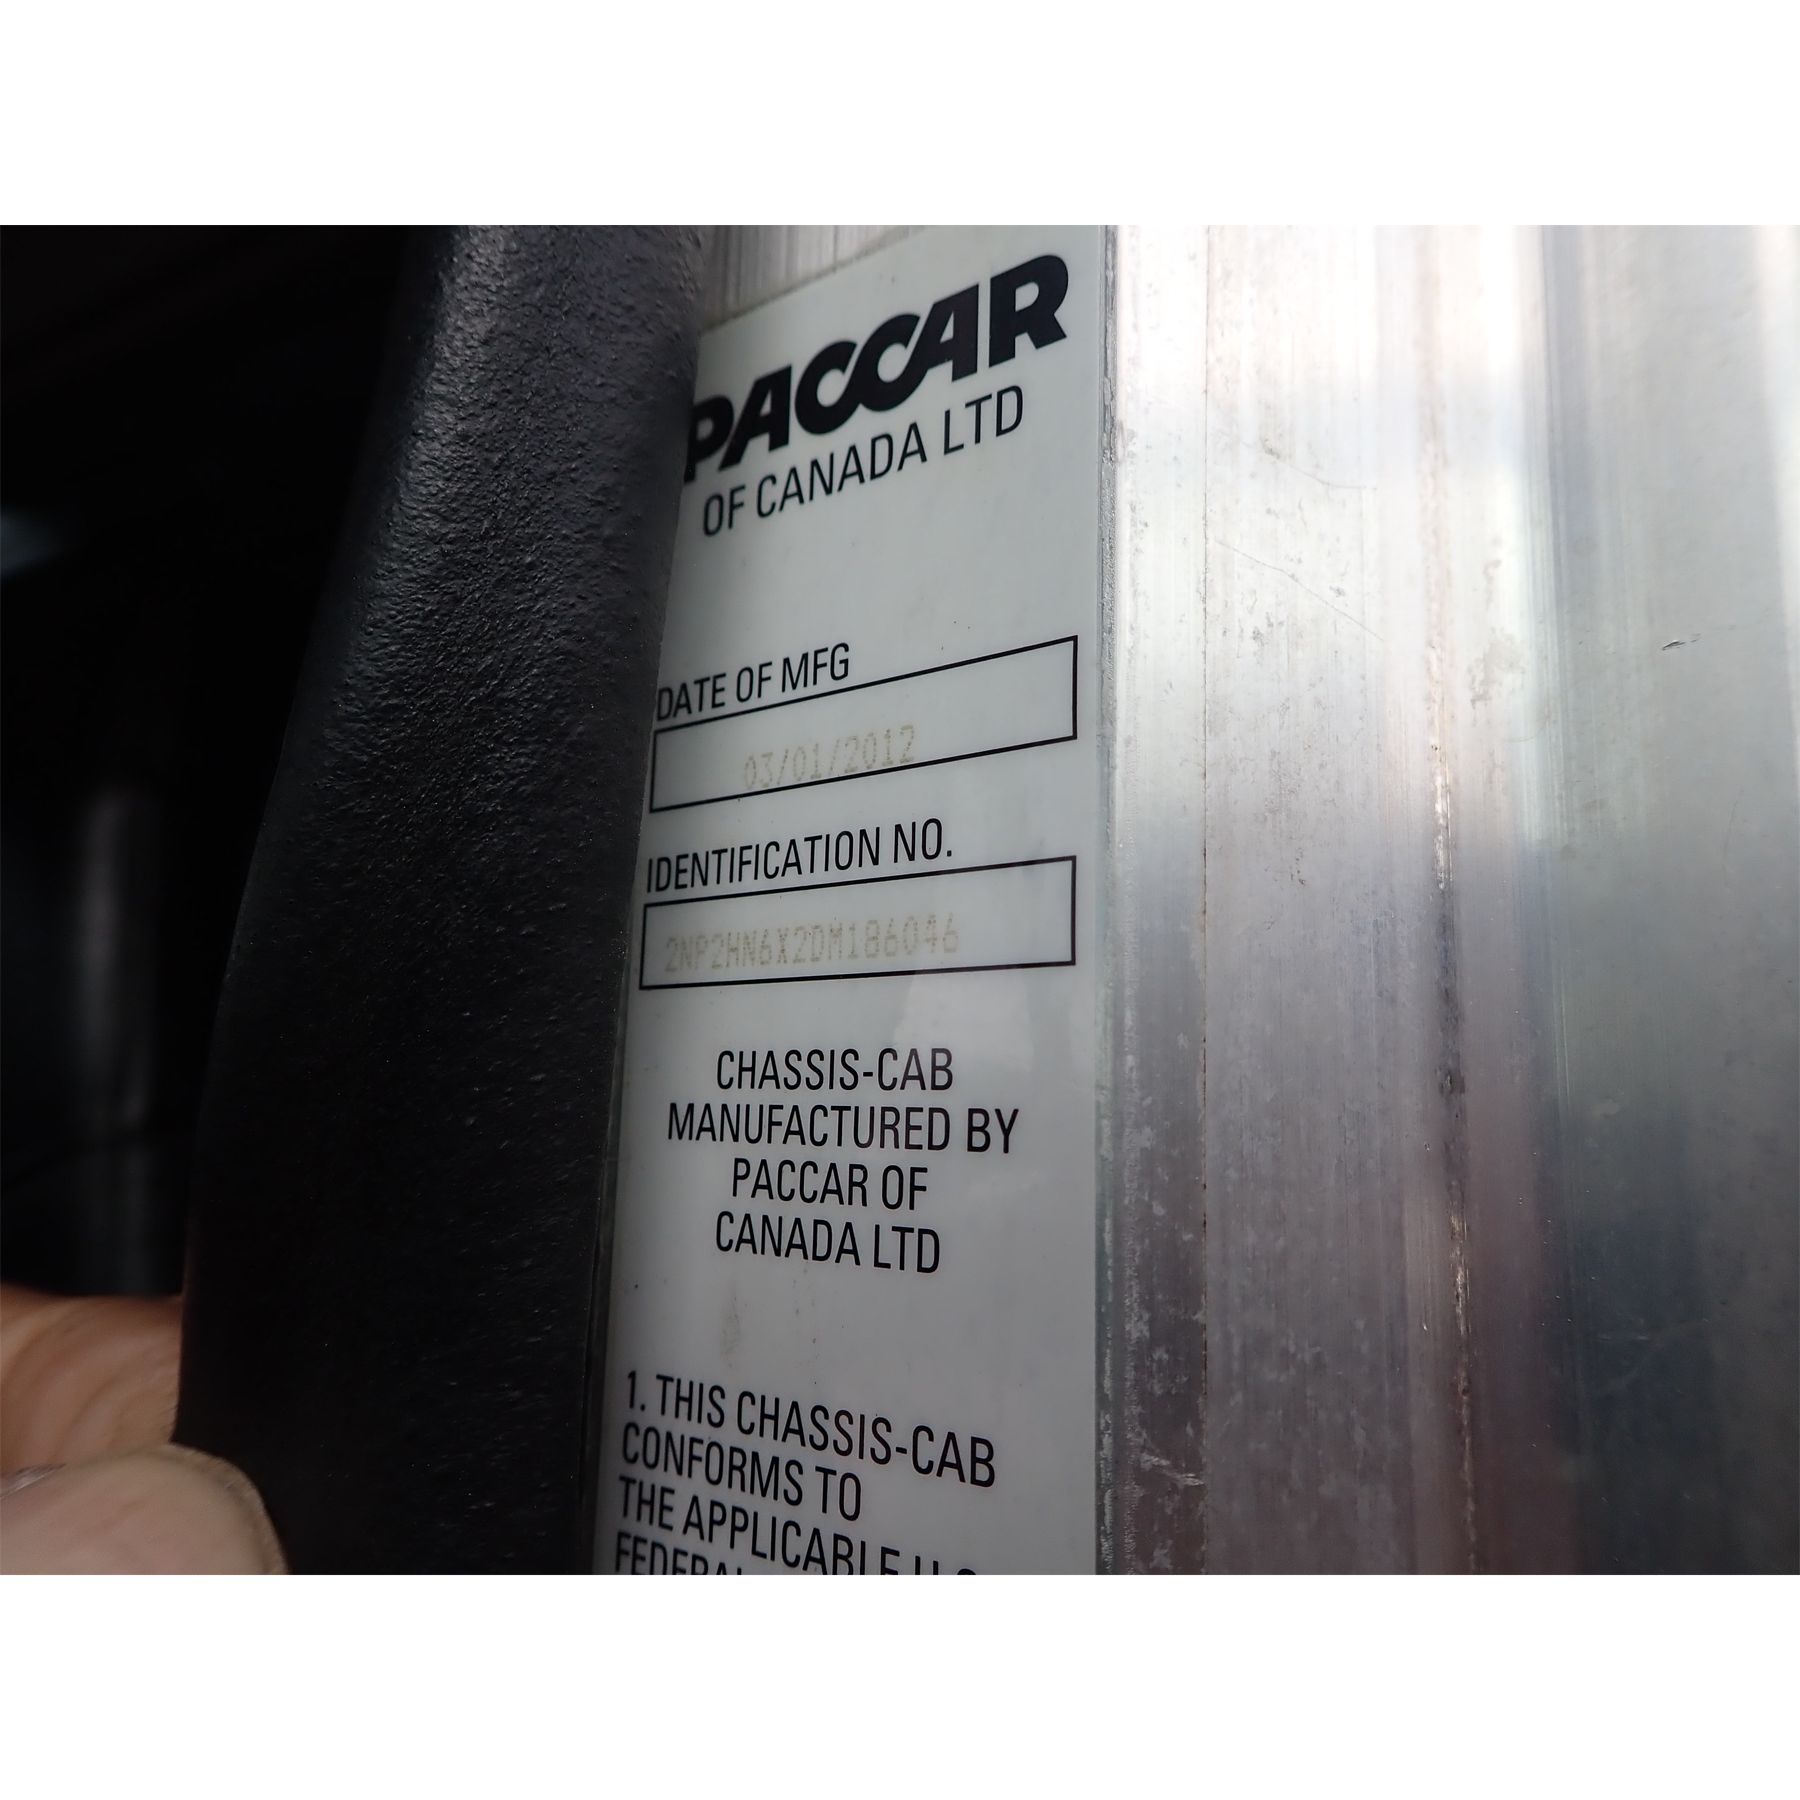 PACCAR
OF CANADA LTD
DATE OF MFG
03/01/2012
IDENTIFICATION NO.
2NP2HN6X2DM186046
CHASSIS-CAB
MANUFACTURED BY
PACCAR OF
CANADA LTD
1. THIS CHASSIS-CAB
CONFORMS TO
THE APPLICABLE U.S.
FEDERAL